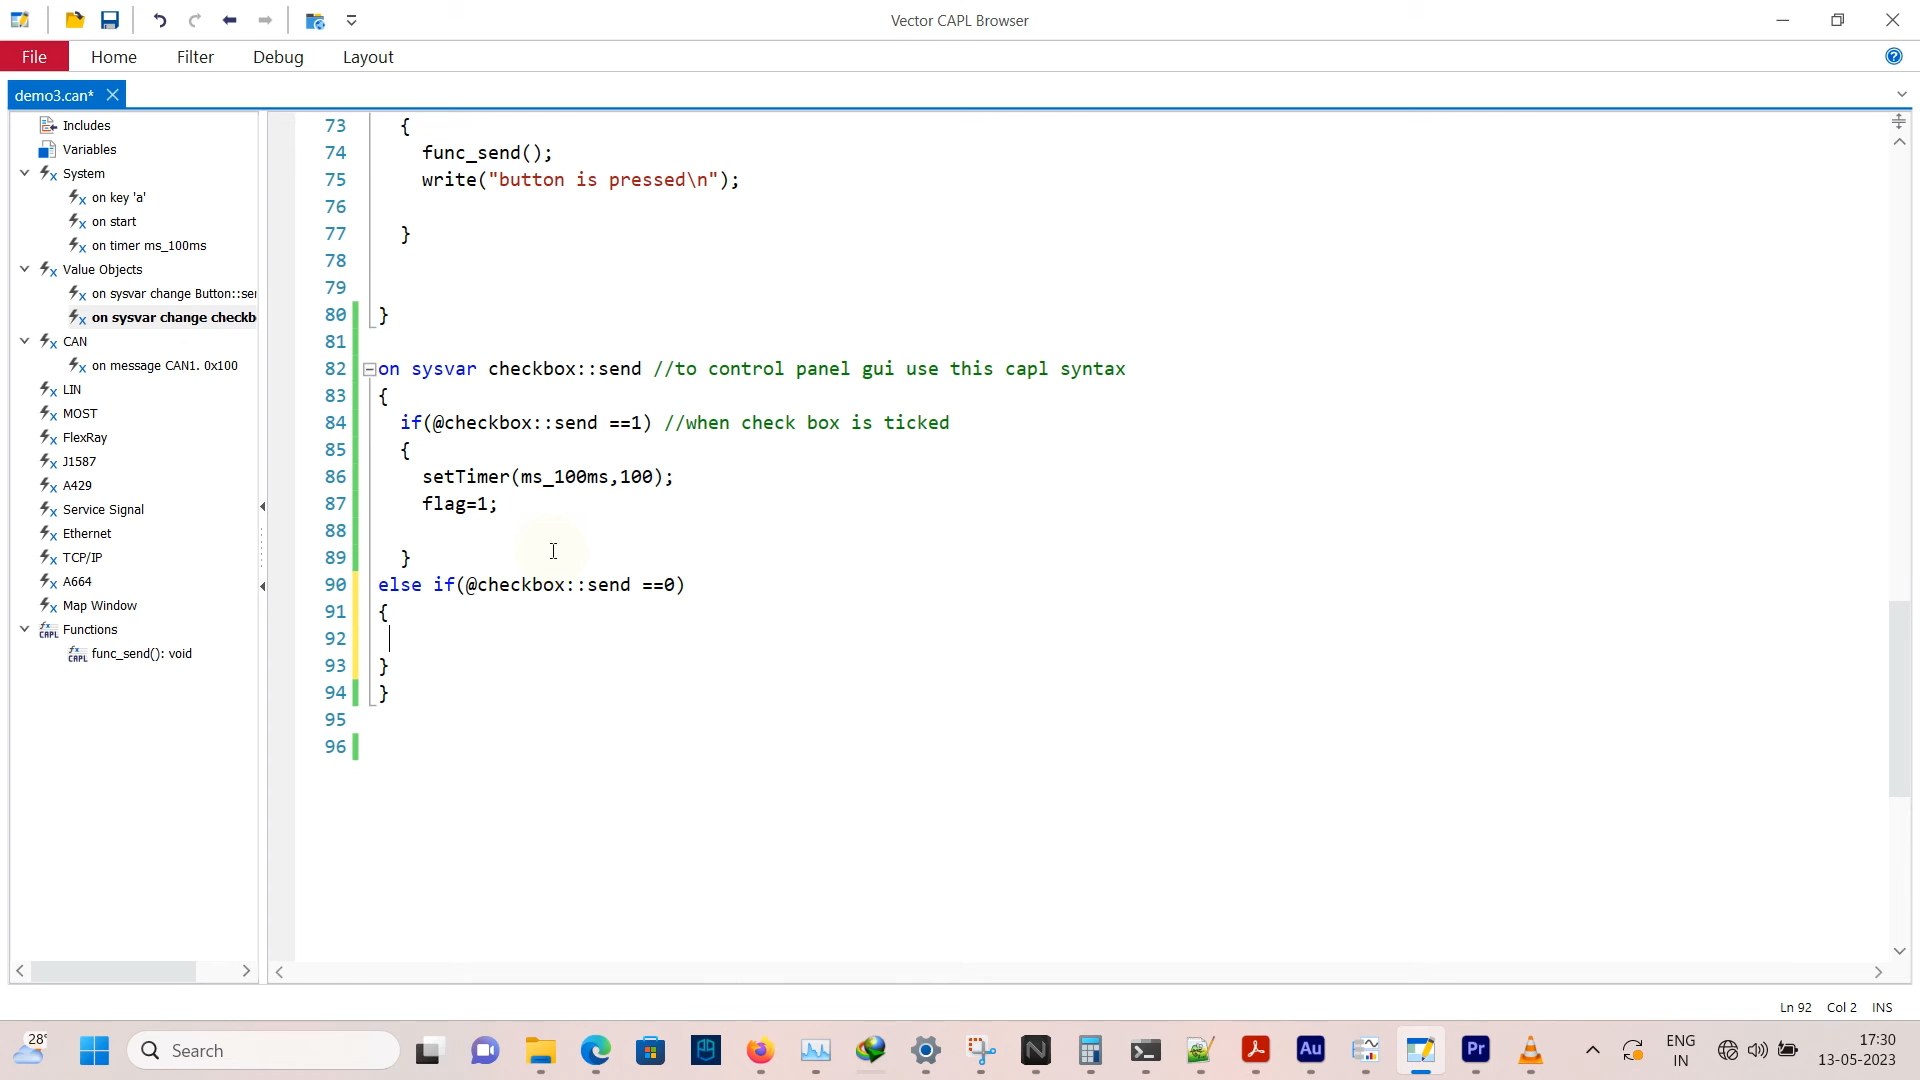 Vector CAPL Browser
File Home Filter Debug Layout
demo3.can*
Includes
Variables
System
on key 'a'
on start
on timer ms_100ms
Value Objects
on sysvar change Button::ser
on sysvar change checkb
CAN
on message CAN1. 0x100
LIN
MOST
FlexRay
J1587
A429
Service Signal
Ethernet
TCP/IP
A664
Map Window
Functions
func_send(): void
73 {
74 func_send();
75 write("button is pressed\n");
76
77 }
78
79
80 }
81
82 on sysvar checkbox::send //to control panel gui use this capl syntax
83 {
84 if(@checkbox::send ==1) //when check box is ticked
85 {
86 setTimer(ms_100ms,100);
87 flag=1;
88
89 }
90 else if(@checkbox::send ==0)
91 {
92
93 }
94 }
95
96
Ln 92 Col 2 INS
28°
Search
ENG
IN
17:30
13-05-2023